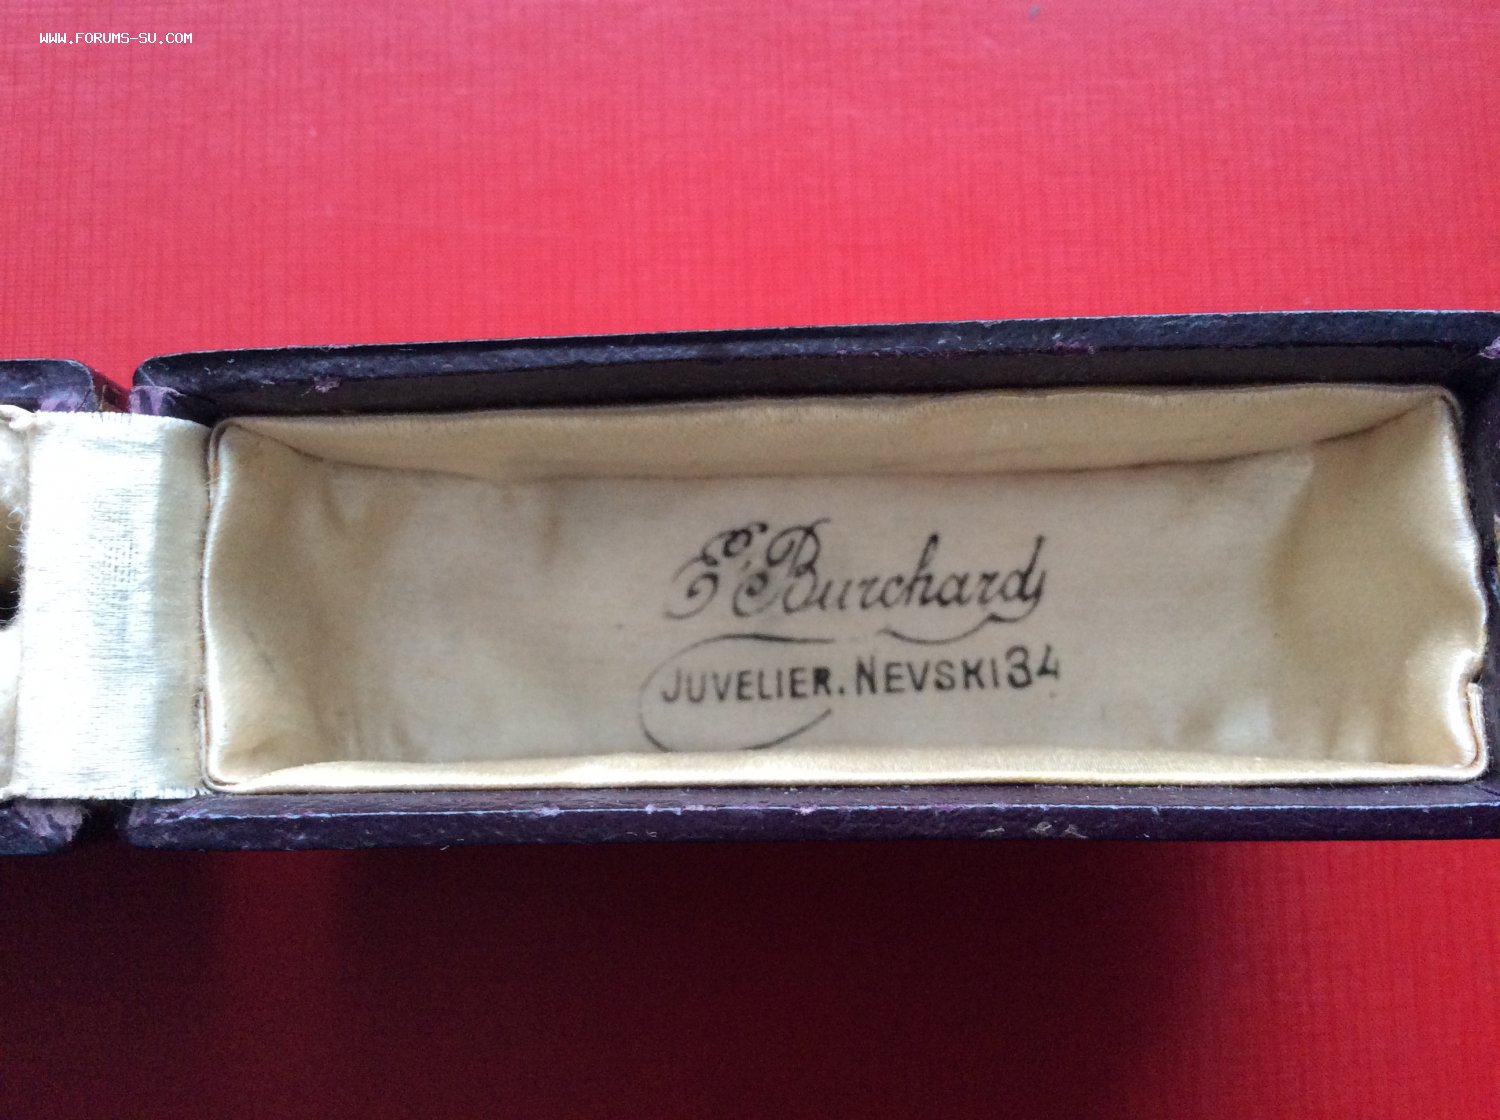 WWW.FORUMS-SU.COM
E. Burchard
JUVELIER. NEVSKI 34